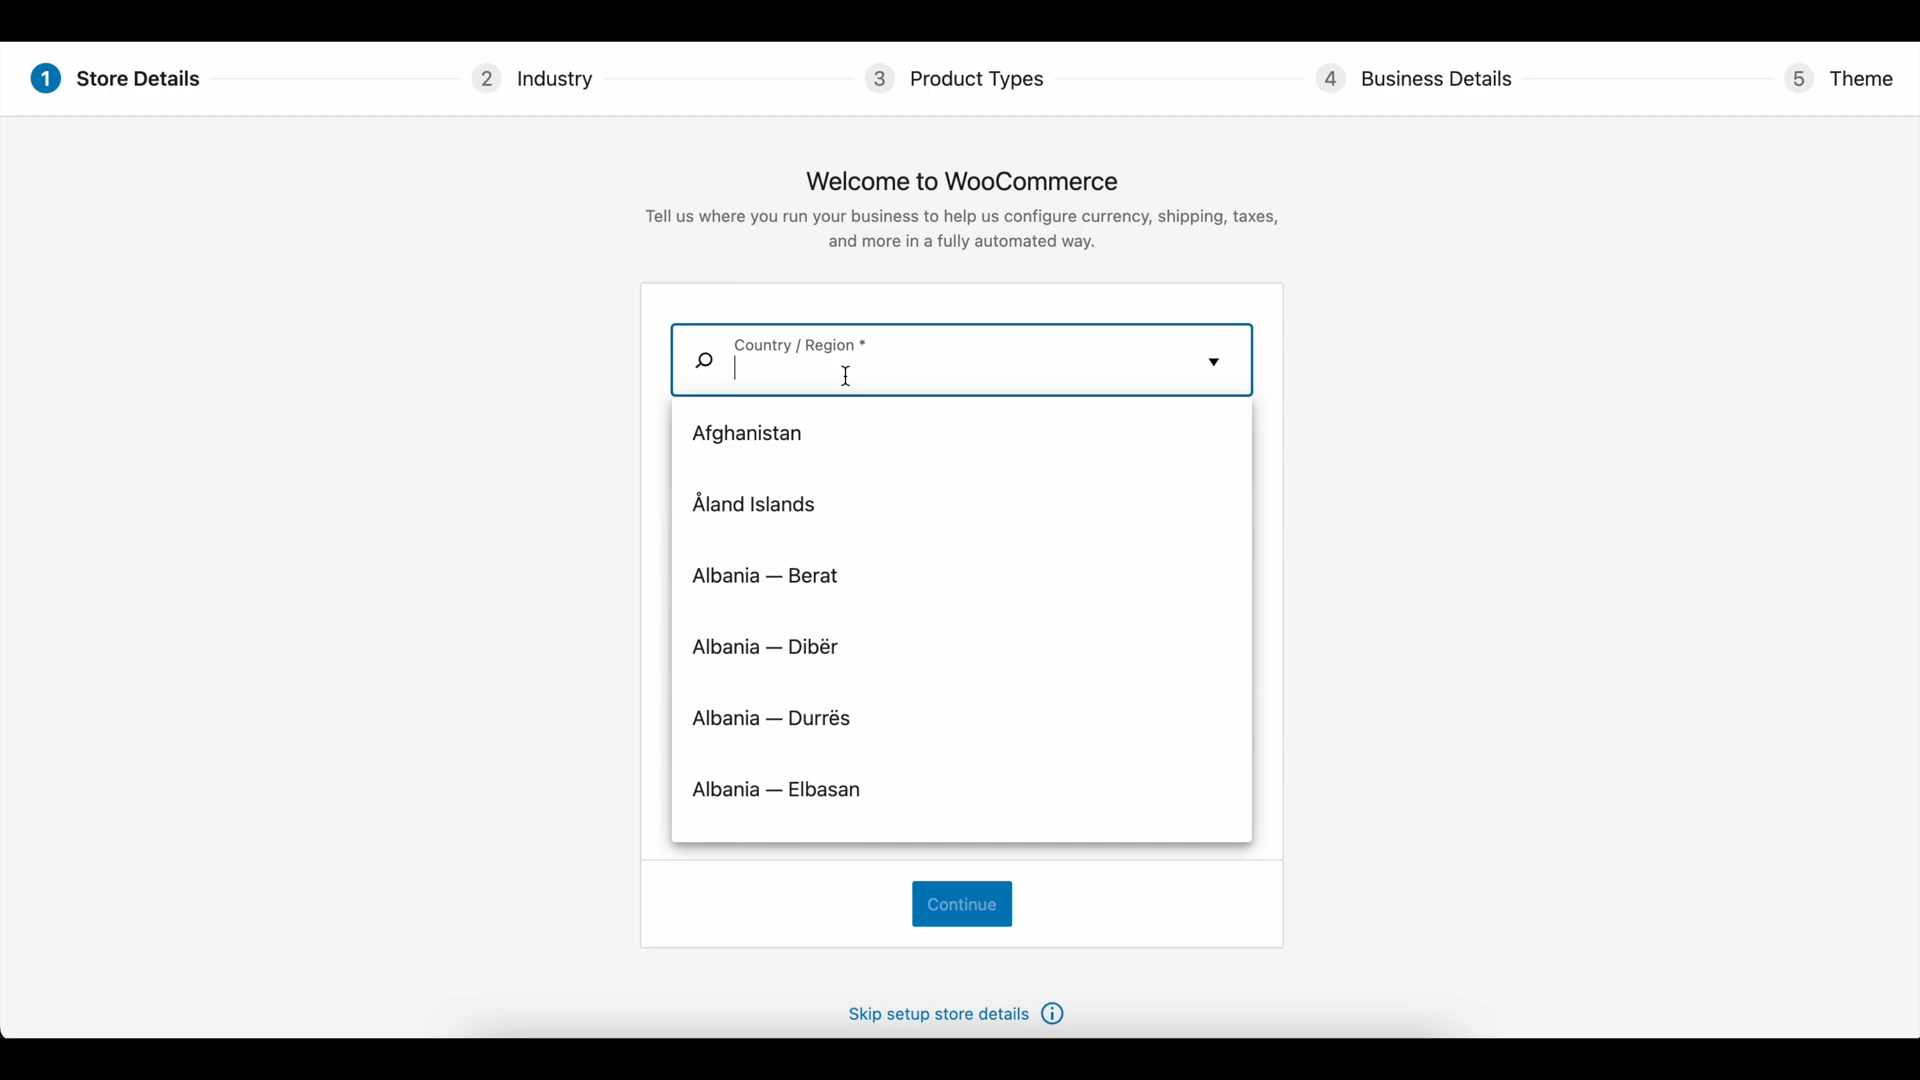 1 Store Details
2 Industry
3 Product Types
4 Business Details
5 Theme
Welcome to WooCommerce
Tell us where you run your business to help us configure currency, shipping, taxes,
and more in a fully automated way.
Country / Region *
Afghanistan
Åland Islands
Albania — Berat
Albania — Dibër
Albania — Durrës
Albania — Elbasan
Continue
Skip setup store details